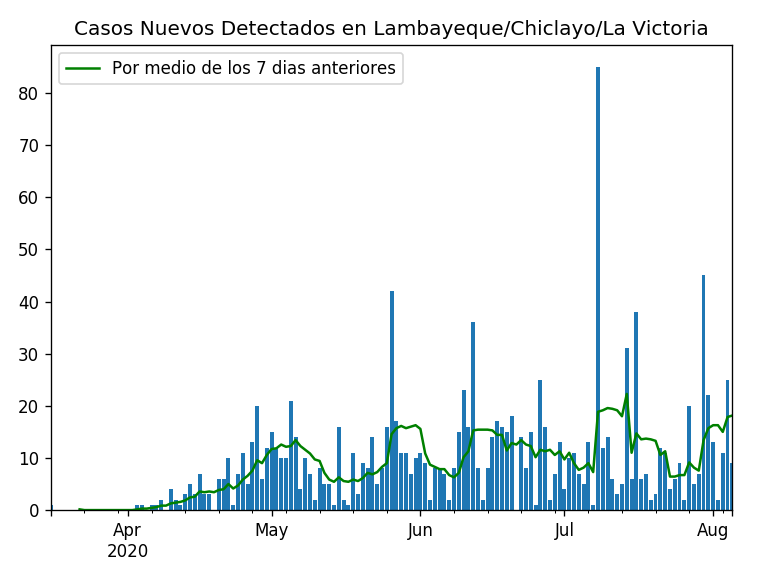 Casos Nuevos Detectados en Lambayeque/Chiclayo/La Victoria
Por medio de los 7 dias anteriores
80
70
60
50
40
30
20
10
0
Apr
2020
May
Jun
Jul
Aug